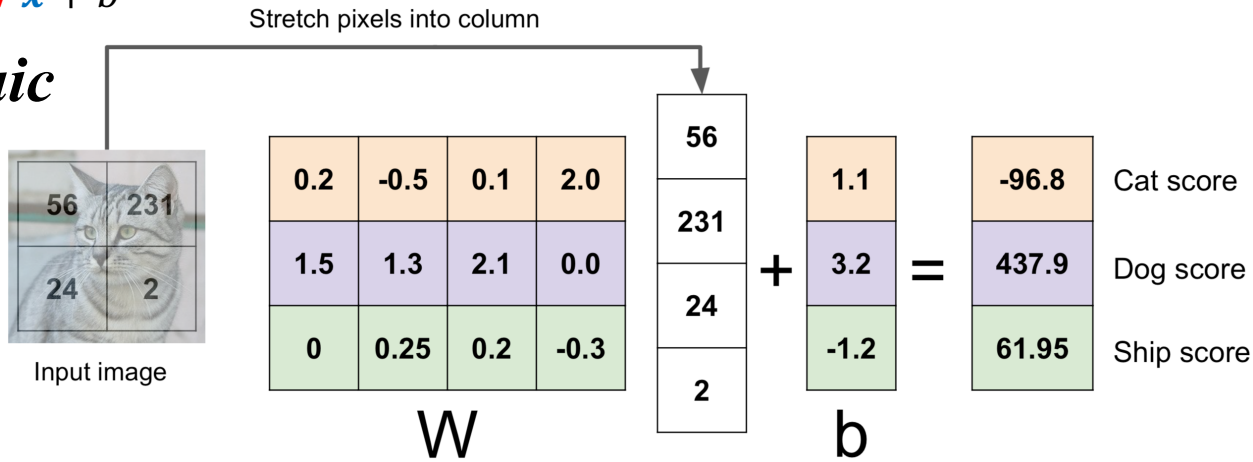 x + b
Stretch pixels into column
56 231
24 2
Input image
0.2 -0.5 0.1 2.0
1.5 1.3 2.1 0.0
0 0.25 0.2 -0.3
W
56
231
24
2
+
1.1
3.2
-1.2
b
=
-96.8 Cat score
437.9 Dog score
61.95 Ship score